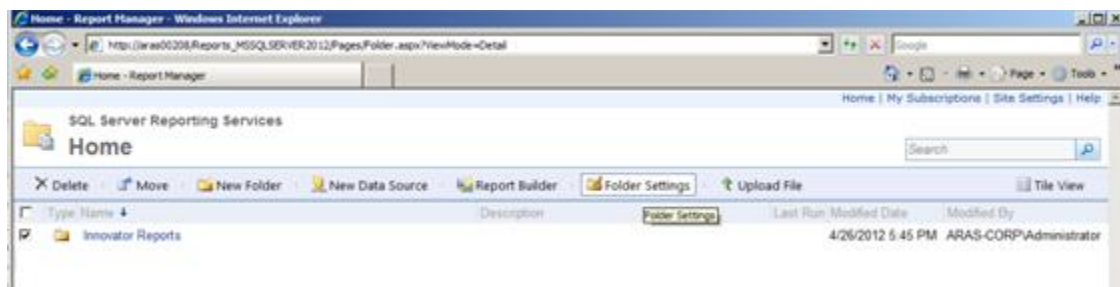 Home - Report Manager - Windows Internet Explorer
http://aras00208/Reports_MSSQLSERVER2012/Pages/Folder.aspx?ViewMode=Detail
Google
Home - Report Manager
Page
Tools
Home | My Subscriptions | Site Settings | Help
SQL Server Reporting Services
Home
Search
Delete Move New Folder New Data Source Report Builder Folder Settings Upload File Tile View
Type Name Description Folder Settings Last Run Modified Date Modified By
Innovator Reports 4/26/2012 5:45 PM ARAS-CORP\Administrator